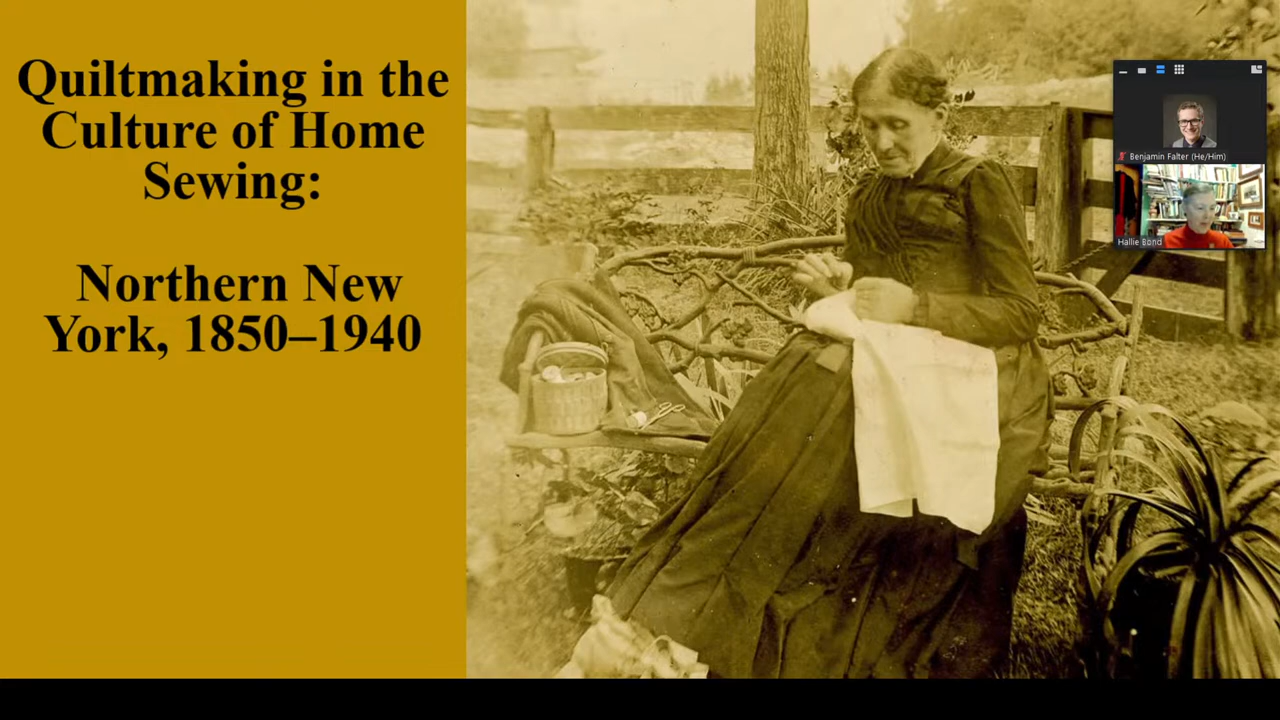 Quiltmaking in the
Culture of Home
Sewing:
Northern New
York, 1850–1940
Benjamin Falter (He/Him)
Hallie Bond